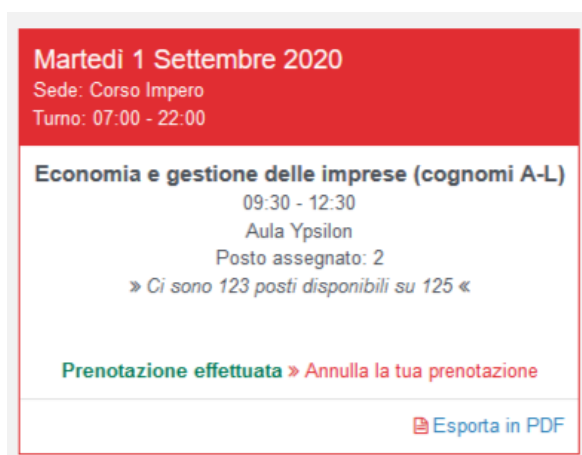 Martedì 1 Settembre 2020
Sede: Corso Impero
Turno: 07:00 - 22:00
Economia e gestione delle imprese (cognomi A-L)
09:30 - 12:30
Aula Ypsilon
Posto assegnato: 2
» Ci sono 123 posti disponibili su 125 «
Prenotazione effettuata » Annulla la tua prenotazione
Esporta in PDF